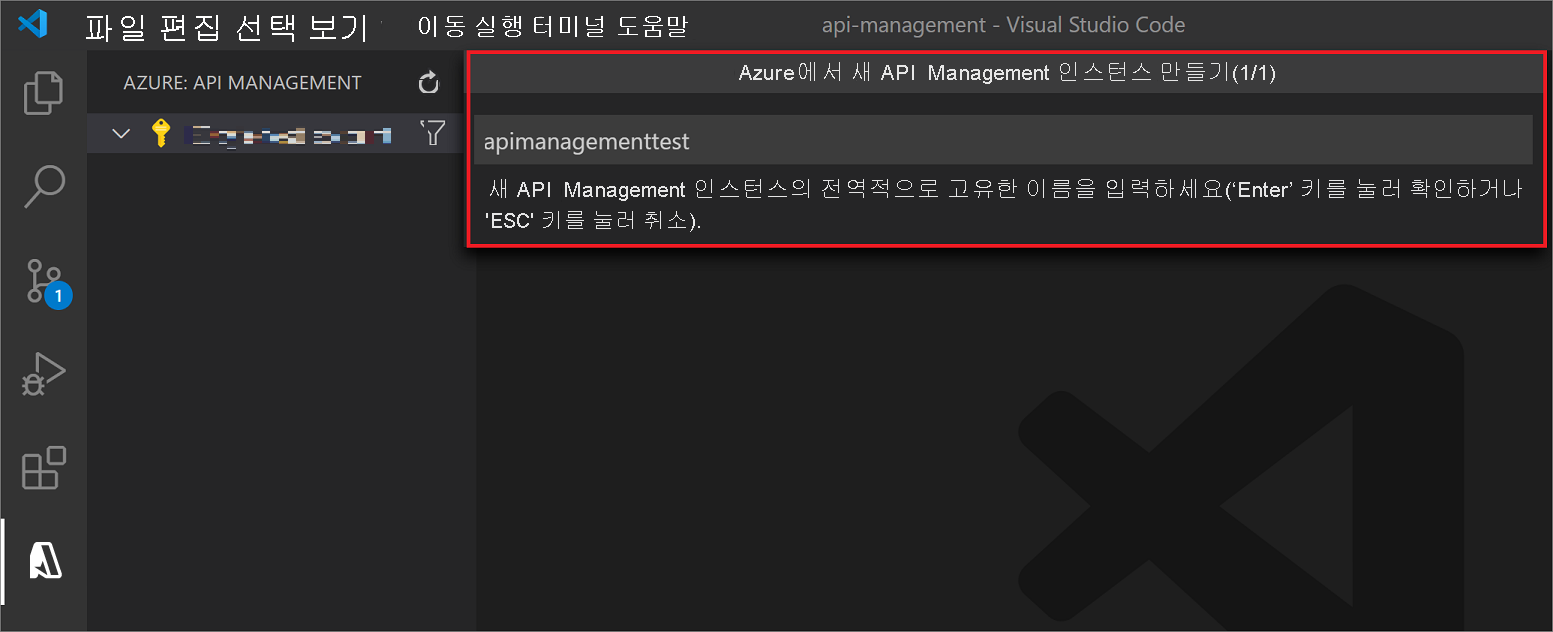 파일 편집 선택 보기 이동 실행 터미널 도움말 api-management - Visual Studio Code
AZURE: API MANAGEMENT
Azure에서 새 API Management 인스턴스 만들기(1/1)
apimanagementtest
새 API Management 인스턴스의 전역적으로 고유한 이름을 입력하세요(‘Enter’ 키를 눌러 확인하거나
'ESC' 키를 눌러 취소).
1